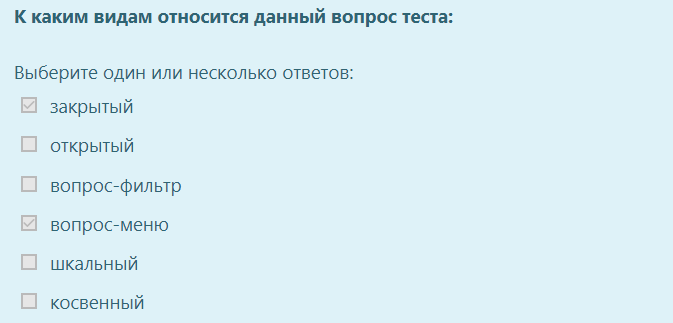 К каким видам относится данный вопрос теста:
Выберите один или несколько ответов:
закрытый
открытый
вопрос-фильтр
вопрос-меню
шкальный
косвенный